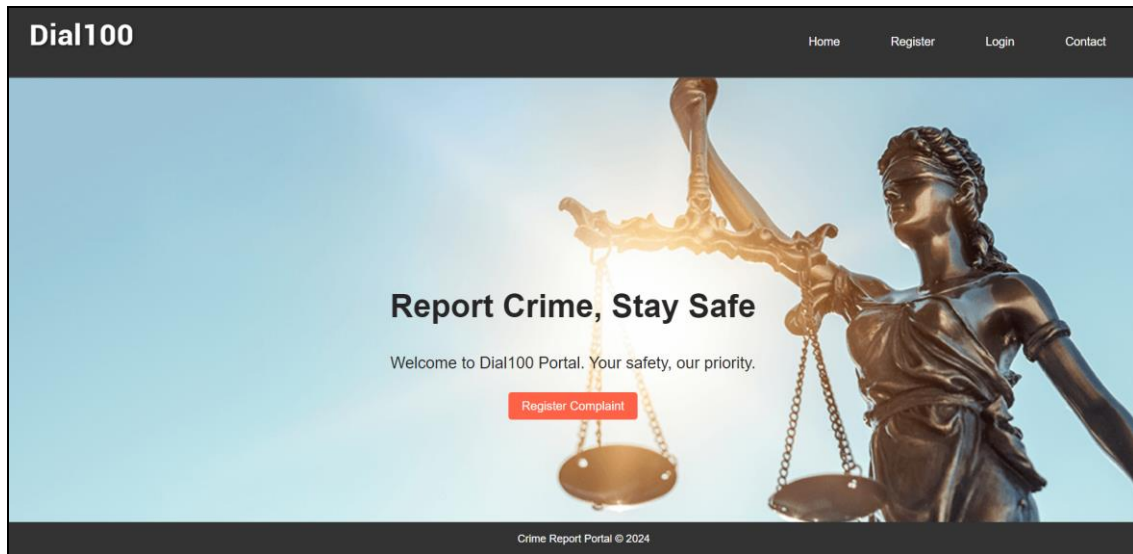 Dial100
Home Register Login Contact
Report Crime, Stay Safe
Welcome to Dial100 Portal. Your safety, our priority.
Register Complaint
Crime Report Portal © 2024